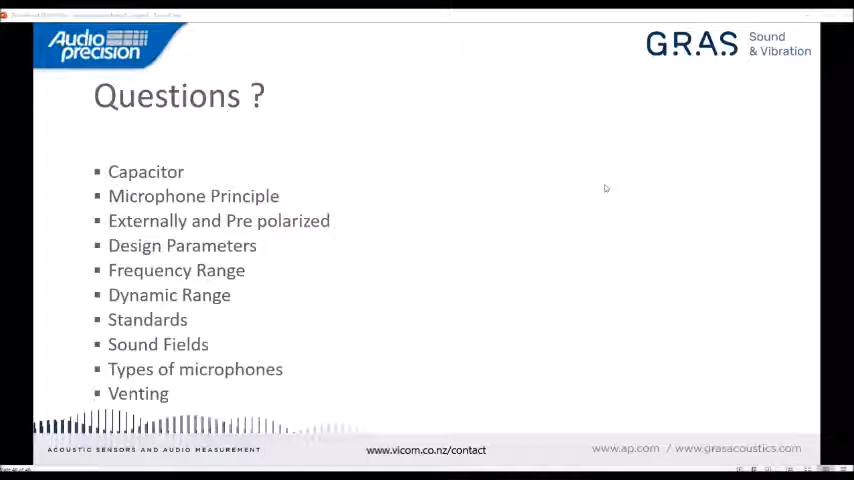 Audio
precision
GRAS Sound
& Vibration
Questions ?
Capacitor
Microphone Principle
Externally and Pre polarized
Design Parameters
Frequency Range
Dynamic Range
Standards
Sound Fields
Types of microphones
Venting
ACOUSTIC SENSORS AND AUDIO MEASUREMENT
www.vicom.co.nz/contact
www.ap.com / www.grasacoustics.com